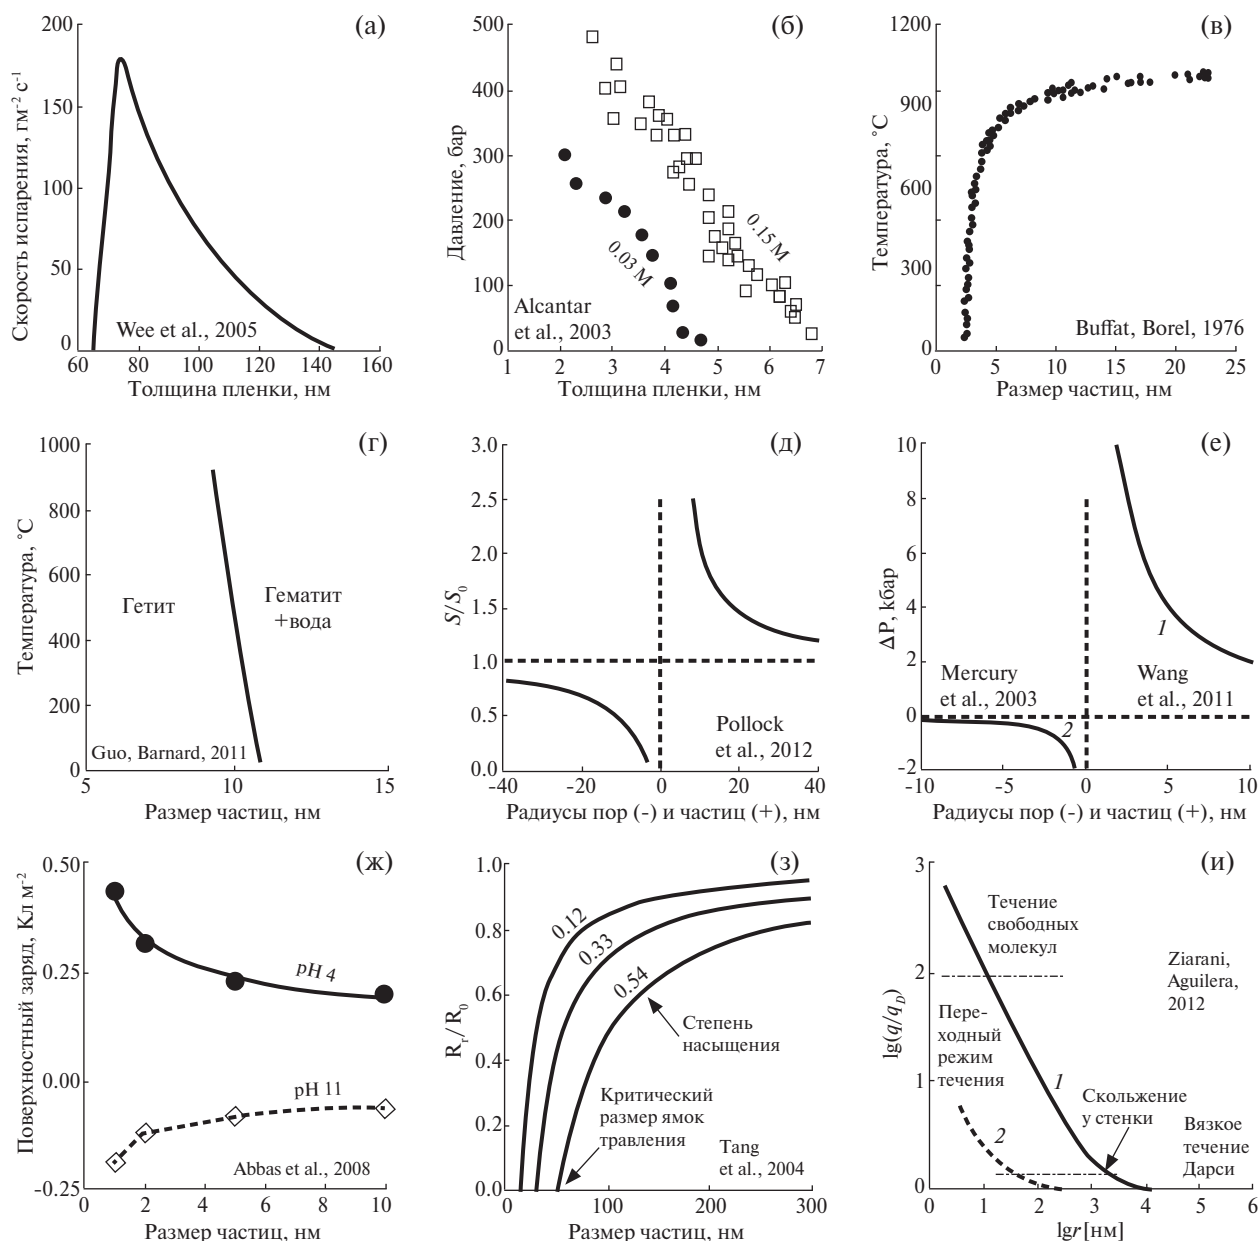 (а)
200
150
100
50
0
60
80
100
120
140
160
Скорость испарения, гм⁻² с⁻¹
Wee et al., 2005
Толщина пленки, нм
(б)
500
400
300
200
100
0
1
2
3
4
5
6
7
Давление, бар
0.03 М
0.15 М
Alcantar
et al., 2003
Толщина пленки, нм
(в)
1200
900
600
300
0
0
5
10
15
20
25
Температура, °С
Buffat, Borel, 1976
Размер частиц, нм
(г)
1000
800
600
400
200
0
5
10
15
Температура, °С
Гетит
Гематит
+вода
Guo, Barnard, 2011
Размер частиц, нм
(д)
3.0
2.5
2.0
1.5
1.0
0.5
0.0
-40
-20
0
20
40
S/S₀
Pollock
et al., 2012
Радиусы пор (-) и частиц (+), нм
(е)
10
8
6
4
2
0
-2
-10
-5
0
5
10
ΔP, кбар
1
2
Mercury
et al., 2003
Wang
et al., 2011
Радиусы пор (-) и частиц (+), нм
(ж)
0.50
0.25
0.00
-0.25
0
2
4
6
8
10
Поверхностный заряд, Кл м⁻²
pH 4
pH 11
Abbas et al., 2008
Размер частиц, нм
(з)
1.0
0.8
0.6
0.4
0.2
0.0
0
100
200
300
Rᵣ/R₀
0.12
0.33
0.54
Степень
насыщения
Критический
размер ямок
травления
Tang
et al., 2004
Размер частиц, нм
(и)
3
2
1
0
0
1
2
3
4
5
6
lg(q/q_D)
Течение
свободных
молекул
Ziarani,
Aguilera,
2012
Пере-
ходный
режим
течения
1
2
Скольжение
у стенки
Вязкое
течение
Дарси
lgr [нм]